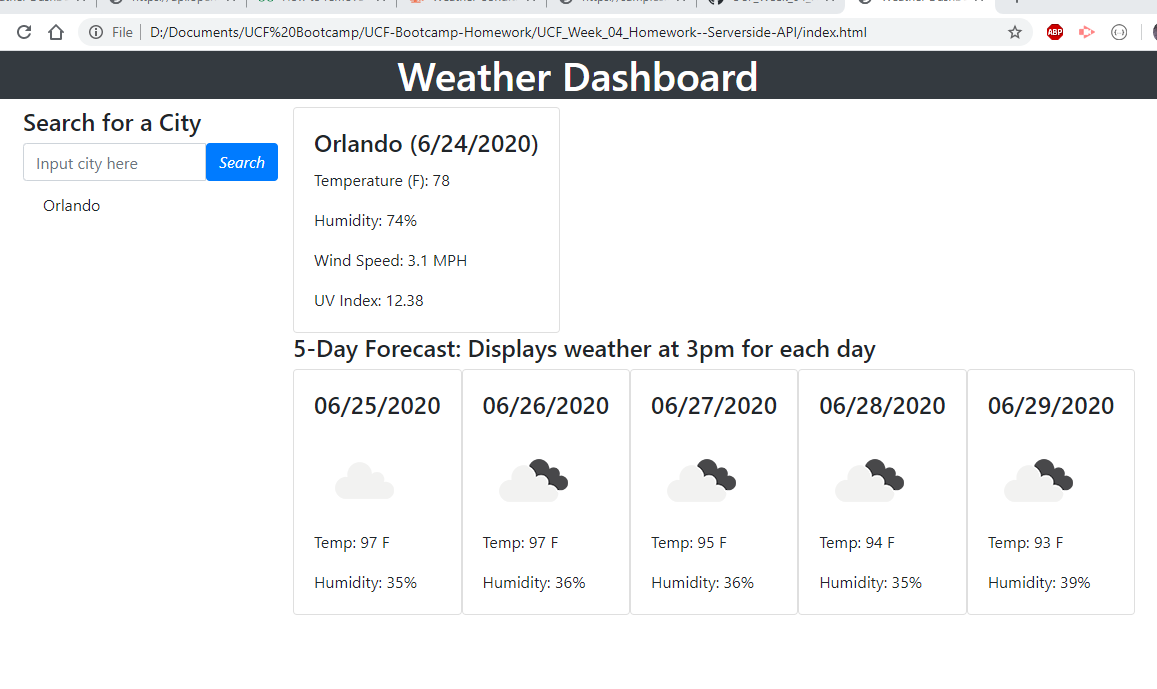 File D:/Documents/UCF%20Bootcamp/UCF-Bootcamp-Homework/UCF_Week_04_Homework--Serverside-API/index.html
ABP
Weather Dashboard
Search for a City
Input city here Search
Orlando
Orlando (6/24/2020)
Temperature (F): 78
Humidity: 74%
Wind Speed: 3.1 MPH
UV Index: 12.38
5-Day Forecast: Displays weather at 3pm for each day
06/25/2020
Temp: 97 F
Humidity: 35%
06/26/2020
Temp: 97 F
Humidity: 36%
06/27/2020
Temp: 95 F
Humidity: 36%
06/28/2020
Temp: 94 F
Humidity: 35%
06/29/2020
Temp: 93 F
Humidity: 39%